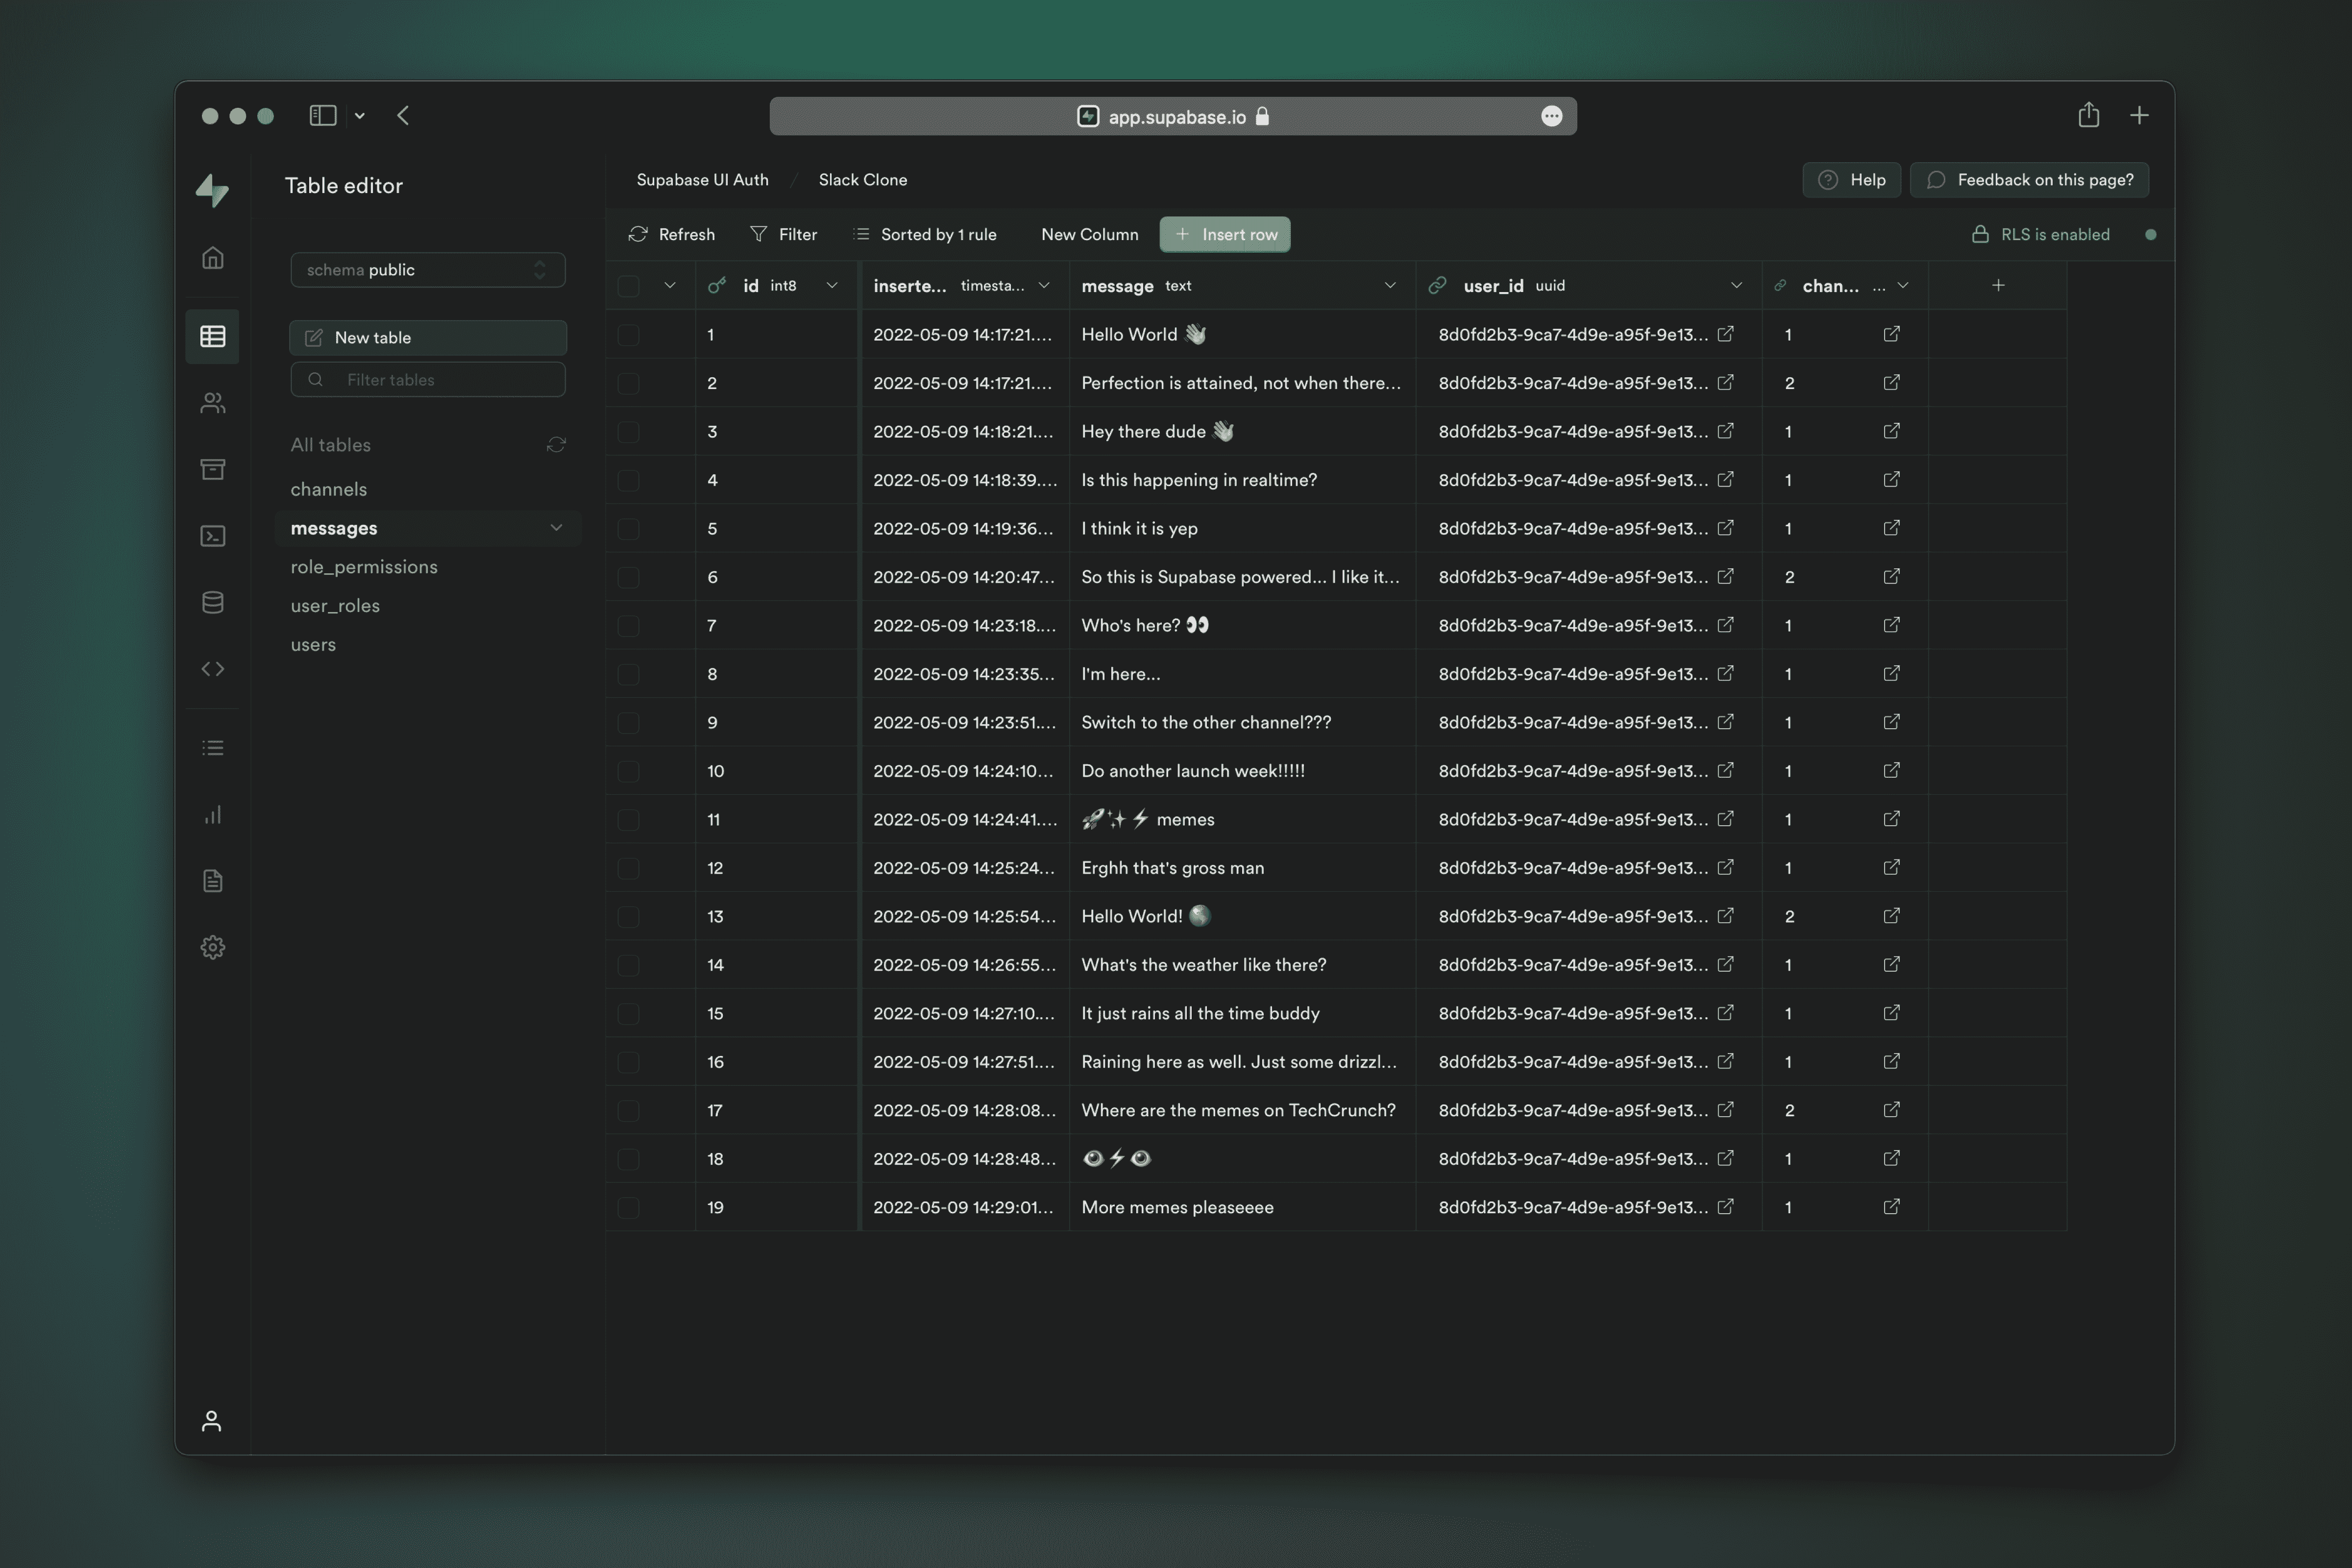 app.supabase.io
Table editor
Supabase UI Auth / Slack Clone
Help
Feedback on this page?
Refresh
Filter
Sorted by 1 rule
New Column
+ Insert row
RLS is enabled
schema public
New table
Filter tables
All tables
channels
messages
role_permissions
user_roles
users
id int8 inserte... timesta... message text user_id uuid chan... ...
1 2022-05-09 14:17:21.... Hello World 👋 8d0fd2b3-9ca7-4d9e-a95f-9e13... 1
2 2022-05-09 14:17:21.... Perfection is attained, not when there... 8d0fd2b3-9ca7-4d9e-a95f-9e13... 2
3 2022-05-09 14:18:21.... Hey there dude 👋 8d0fd2b3-9ca7-4d9e-a95f-9e13... 1
4 2022-05-09 14:18:39.... Is this happening in realtime? 8d0fd2b3-9ca7-4d9e-a95f-9e13... 1
5 2022-05-09 14:19:36... I think it is yep 8d0fd2b3-9ca7-4d9e-a95f-9e13... 1
6 2022-05-09 14:20:47... So this is Supabase powered... I like it... 8d0fd2b3-9ca7-4d9e-a95f-9e13... 2
7 2022-05-09 14:23:18.... Who's here? 👀 8d0fd2b3-9ca7-4d9e-a95f-9e13... 1
8 2022-05-09 14:23:35... I'm here... 8d0fd2b3-9ca7-4d9e-a95f-9e13... 1
9 2022-05-09 14:23:51.... Switch to the other channel??? 8d0fd2b3-9ca7-4d9e-a95f-9e13... 1
10 2022-05-09 14:24:10... Do another launch week!!!!! 8d0fd2b3-9ca7-4d9e-a95f-9e13... 1
11 2022-05-09 14:24:41.... 🚀✨⚡ memes 8d0fd2b3-9ca7-4d9e-a95f-9e13... 1
12 2022-05-09 14:25:24... Erghh that's gross man 8d0fd2b3-9ca7-4d9e-a95f-9e13... 1
13 2022-05-09 14:25:54... Hello World! 🌎 8d0fd2b3-9ca7-4d9e-a95f-9e13... 2
14 2022-05-09 14:26:55... What's the weather like there? 8d0fd2b3-9ca7-4d9e-a95f-9e13... 1
15 2022-05-09 14:27:10.... It just rains all the time buddy 8d0fd2b3-9ca7-4d9e-a95f-9e13... 1
16 2022-05-09 14:27:51.... Raining here as well. Just some drizzl... 8d0fd2b3-9ca7-4d9e-a95f-9e13... 1
17 2022-05-09 14:28:08... Where are the memes on TechCrunch? 8d0fd2b3-9ca7-4d9e-a95f-9e13... 2
18 2022-05-09 14:28:48... 👁⚡👁 8d0fd2b3-9ca7-4d9e-a95f-9e13... 1
19 2022-05-09 14:29:01... More memes pleaseeee 8d0fd2b3-9ca7-4d9e-a95f-9e13... 1